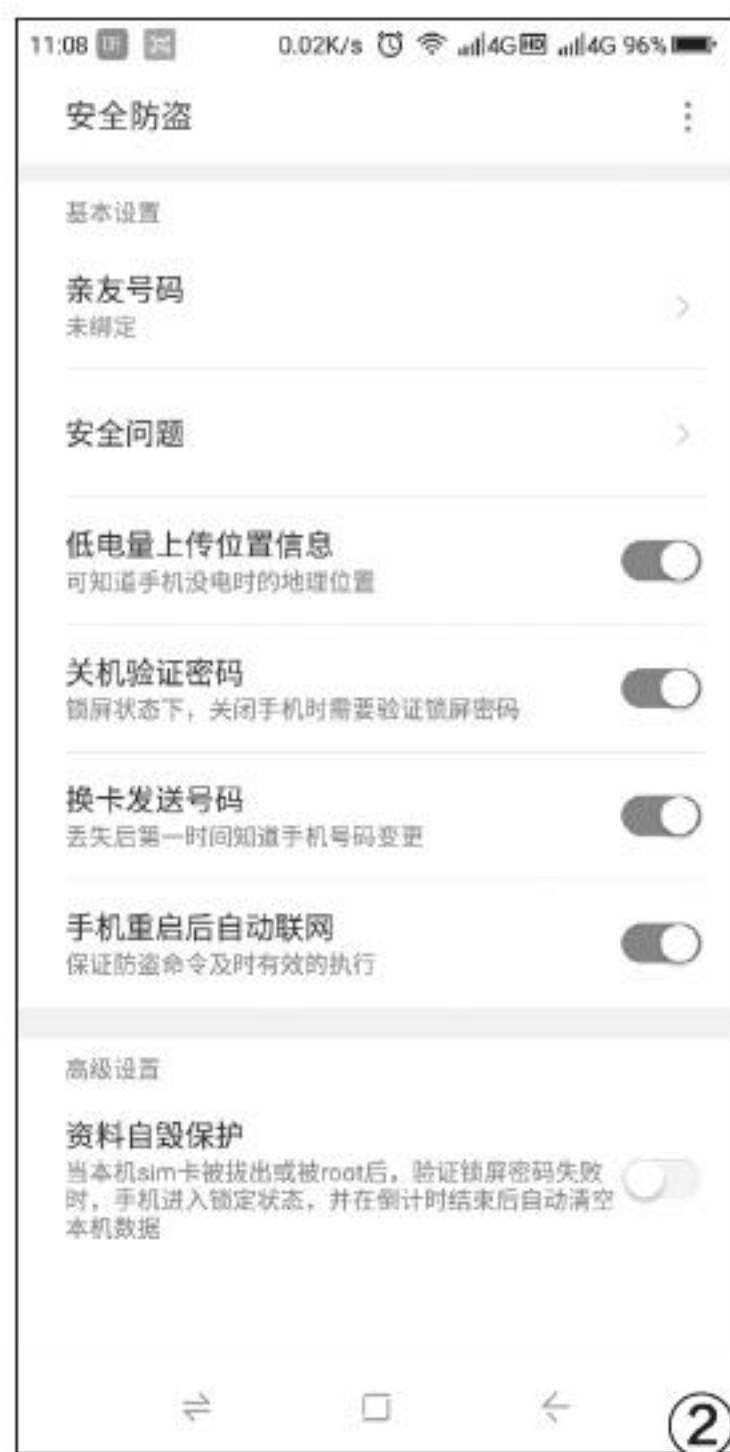 11:08 0.02K/s 4G HD 4G 96%
安全防盗
基本设置
亲友号码
未绑定
安全问题
低电量上传位置信息
可知道手机没电时的地理位置
关机验证密码
锁屏状态下，关闭手机时需要验证锁屏密码
换卡发送号码
丢失后第一时间知道手机号码变更
手机重启后自动联网
保证防盗命令及时有效的执行
高级设置
资料自毁保护
当本机sim卡被拔出或被root后，验证锁屏密码失败
时，手机进入锁定状态，并在倒计时结束后自动清空
本机数据
②